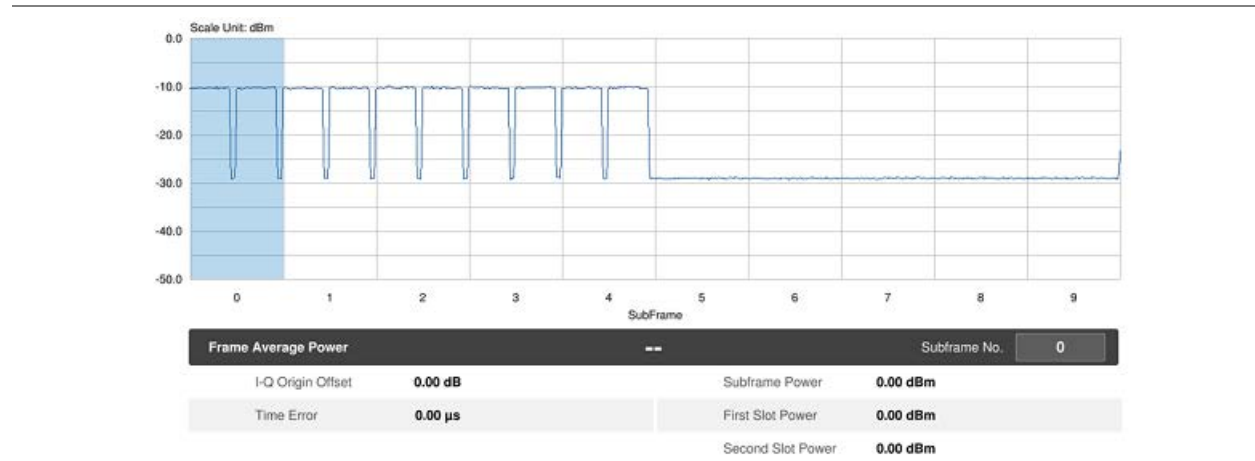 Scale Unit: dBm
0.0
-10.0
-20.0
-30.0
-40.0
-50.0
0 1 2 3 4 5 6 7 8 9
SubFrame
Frame Average Power -- Subframe No. 0
I-Q Origin Offset 0.00 dB Subframe Power 0.00 dBm
Time Error 0.00 µs First Slot Power 0.00 dBm
Second Slot Power 0.00 dBm